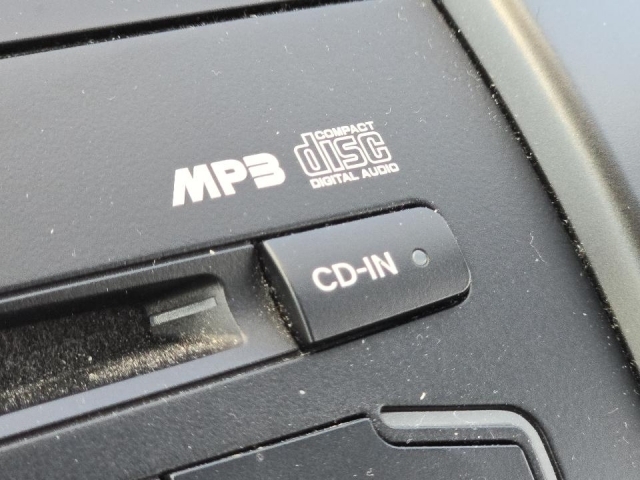 MP3
COMPACT
disc
DIGITAL AUDIO
CD-IN